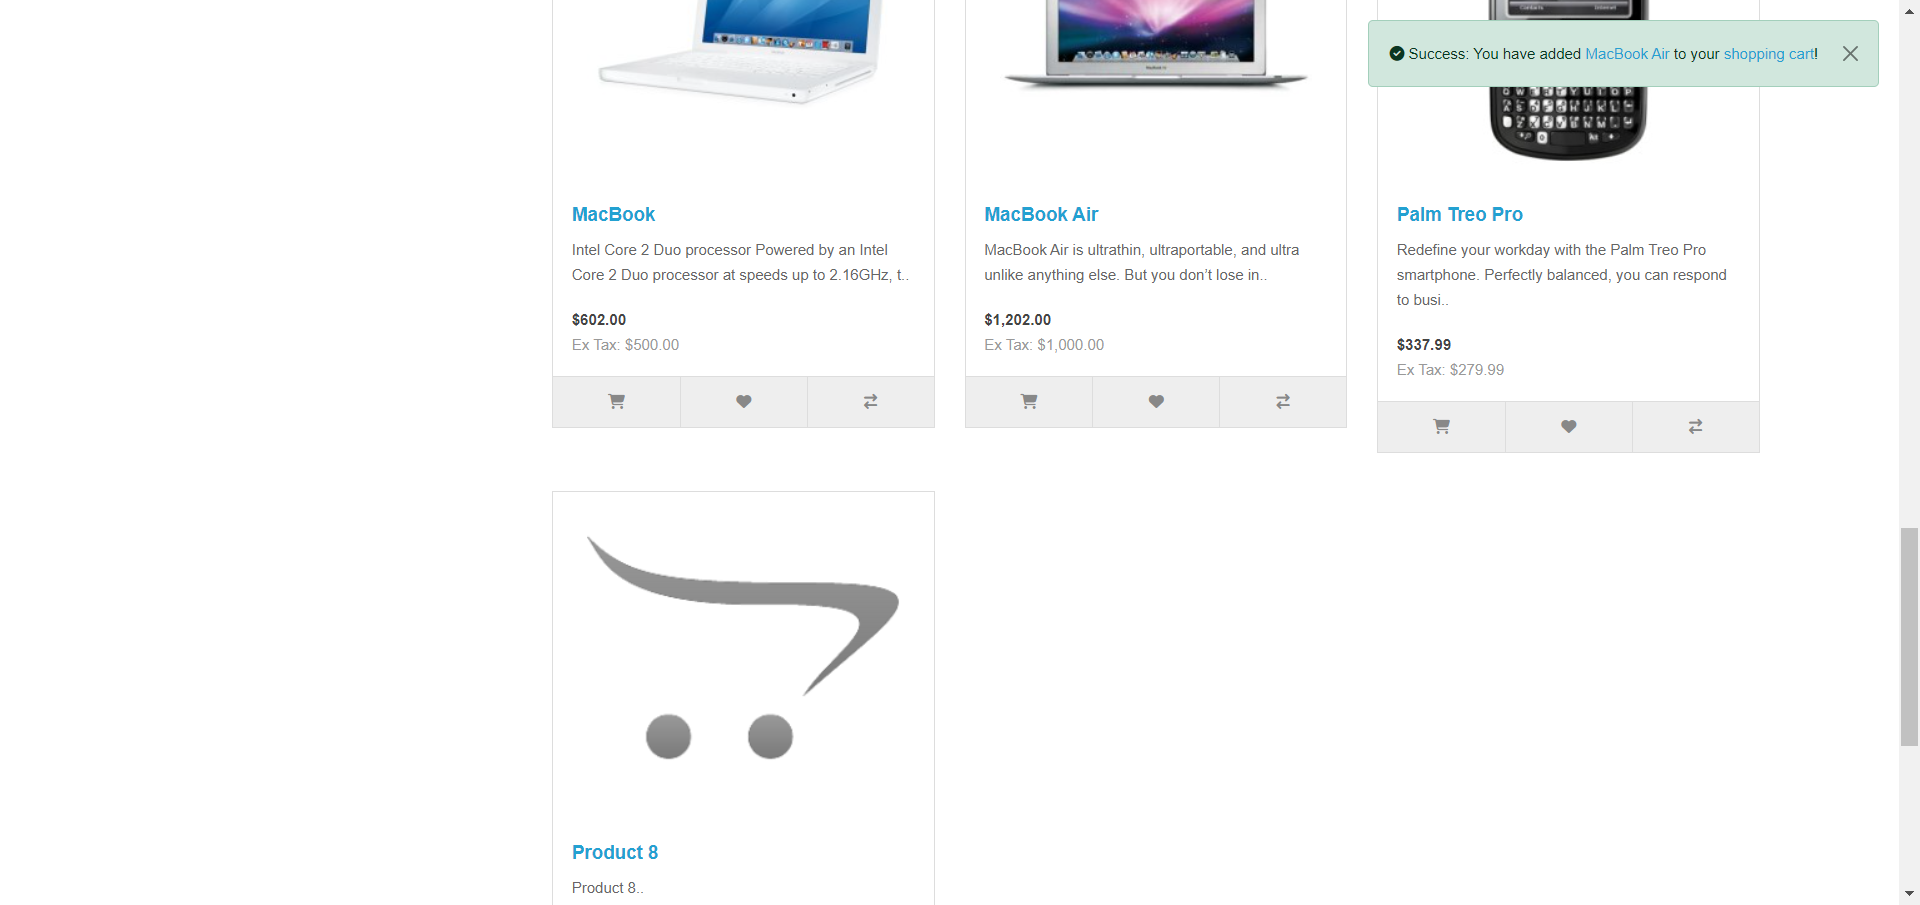 Success: You have added MacBook Air to your shopping cart!
MacBook
Intel Core 2 Duo processor Powered by an Intel
Core 2 Duo processor at speeds up to 2.16GHz, t..
$602.00
Ex Tax: $500.00
MacBook Air
MacBook Air is ultrathin, ultraportable, and ultra
unlike anything else. But you don’t lose in..
$1,202.00
Ex Tax: $1,000.00
Palm Treo Pro
Redefine your workday with the Palm Treo Pro
smartphone. Perfectly balanced, you can respond
to busi..
$337.99
Ex Tax: $279.99
Product 8
Product 8..